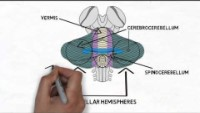 VERMIS
CEREBROCEREBELLUM
SPINOCEREBELLUM
LLAR HEMISPHERES